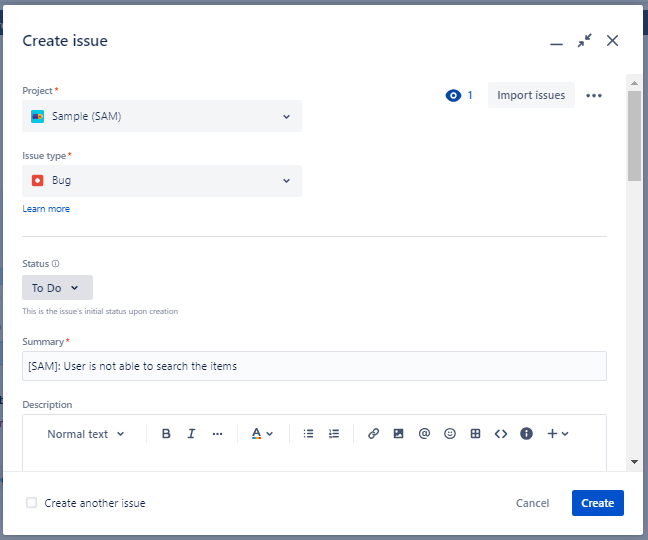 Create issue
Project*
1
Import issues
Sample (SAM)
Issue type*
Bug
Learn more
Status
To Do
This is the issue's initial status upon creation
Summary*
[SAM]: User is not able to search the items
Description
Normal text
B I A @
Create another issue
Cancel
Create